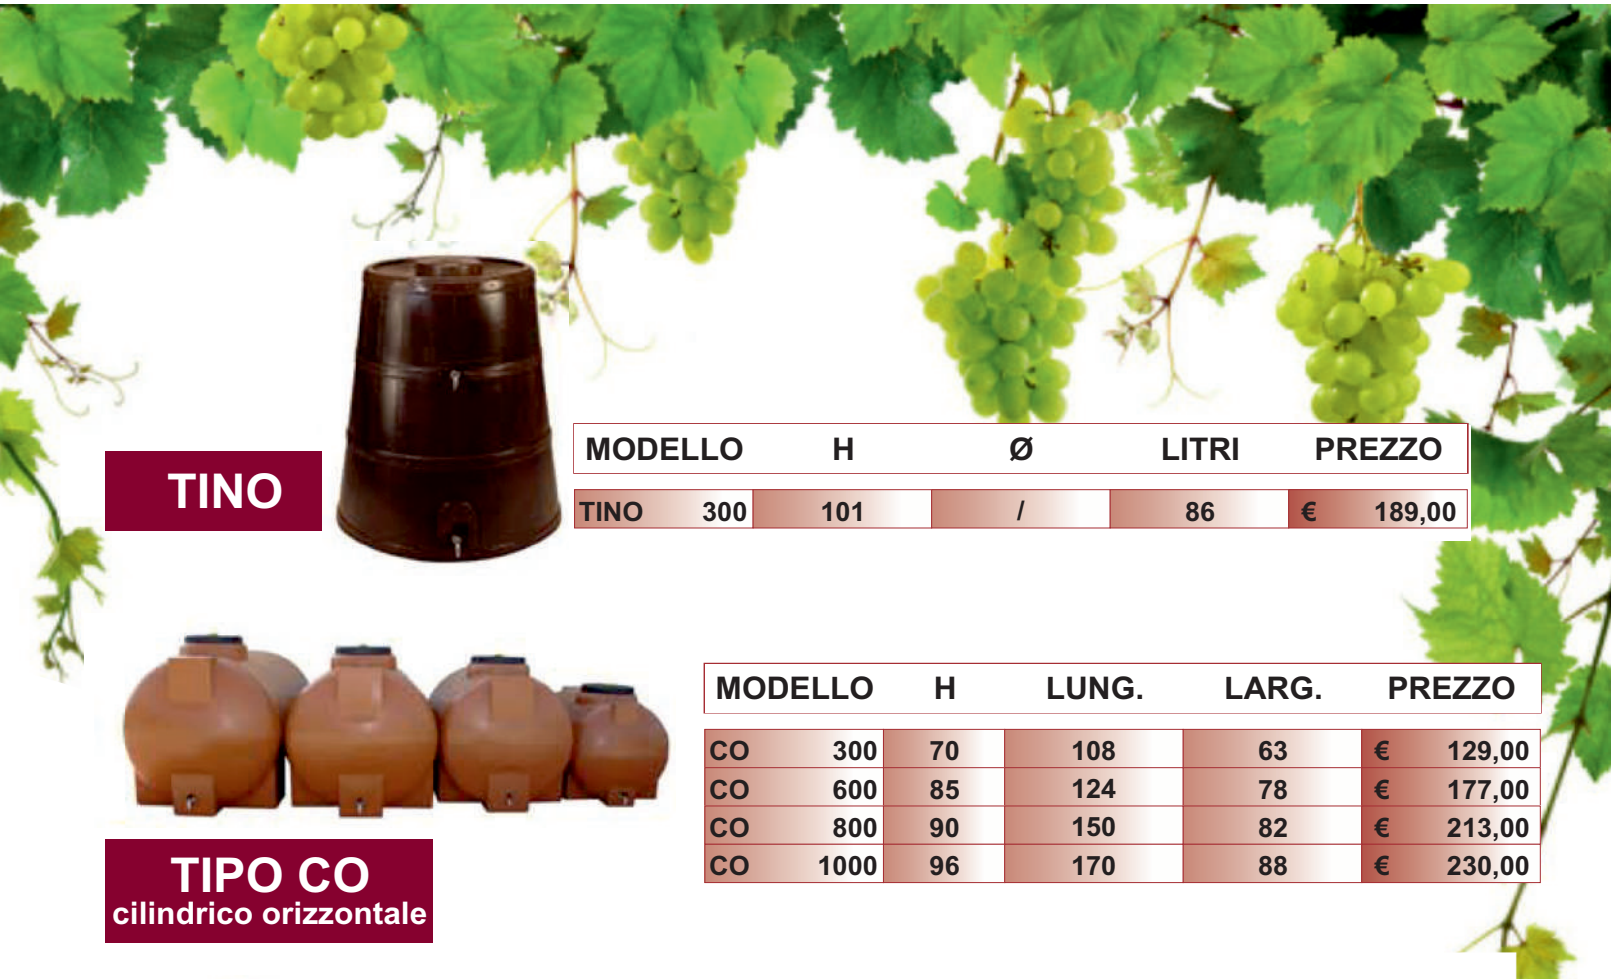 TINO
MODELLO H Ø LITRI PREZZO
TINO 300 101 / 86 € 189,00
MODELLO H LUNG. LARG. PREZZO
CO 300 70 108 63 € 129,00
CO 600 85 124 78 € 177,00
CO 800 90 150 82 € 213,00
CO 1000 96 170 88 € 230,00
TIPO CO
cilindrico orizzontale